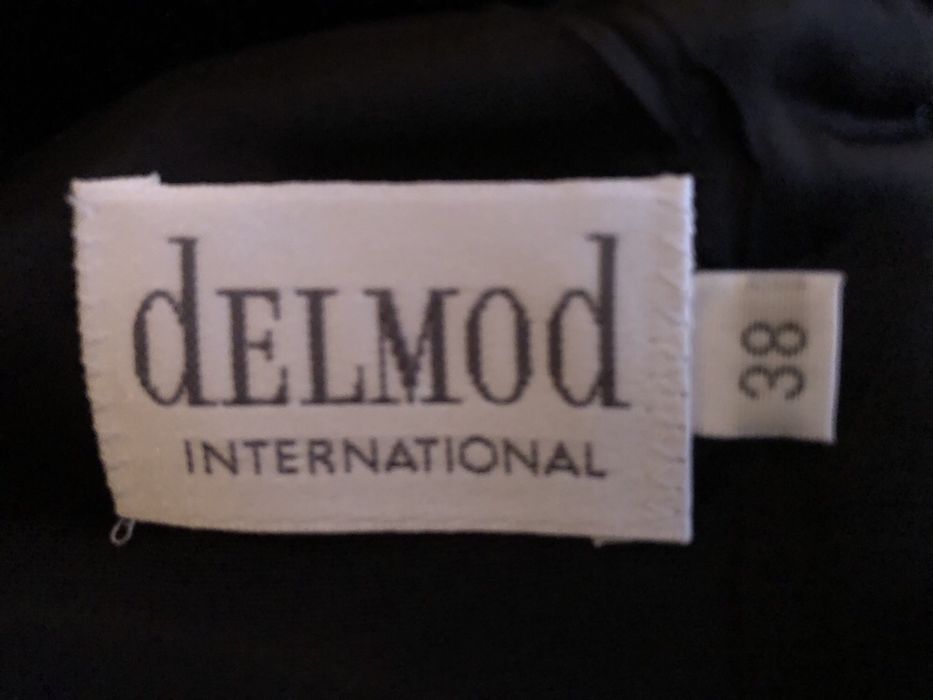 dELMOd
INTERNATIONAL
38